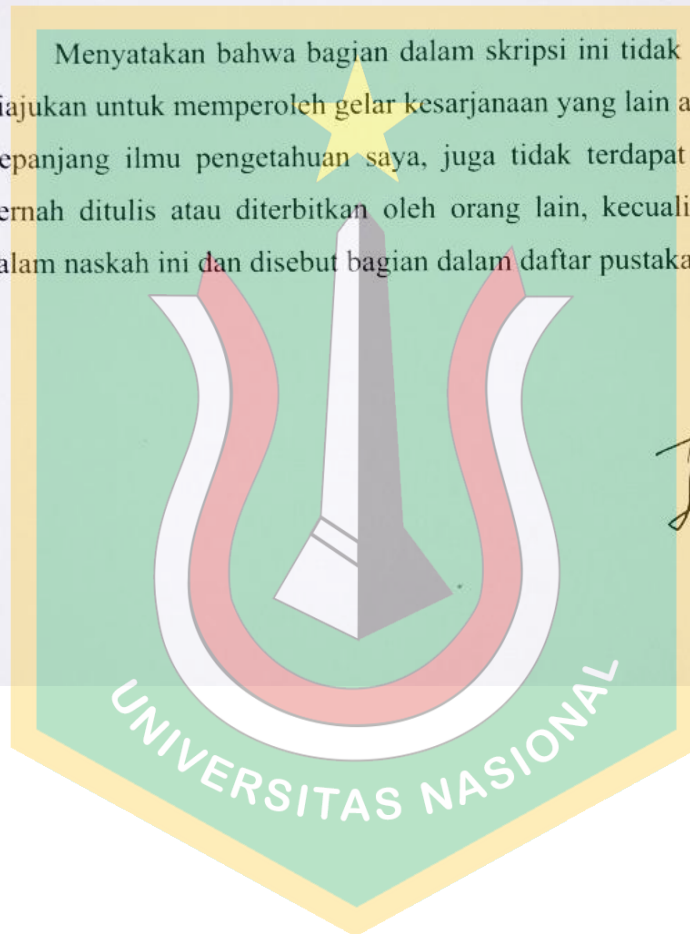 Menyatakan bahwa bagian dalam skripsi ini tidak
iajukan untuk memperoleh gelar kesarjanaan yang lain a
epanjang ilmu pengetahuan saya, juga tidak terdapat
ernah ditulis atau diterbitkan oleh orang lain, kecuali
alam naskah ini dan disebut bagian dalam daftar pustaka
UNIVERSITAS NASIONAL